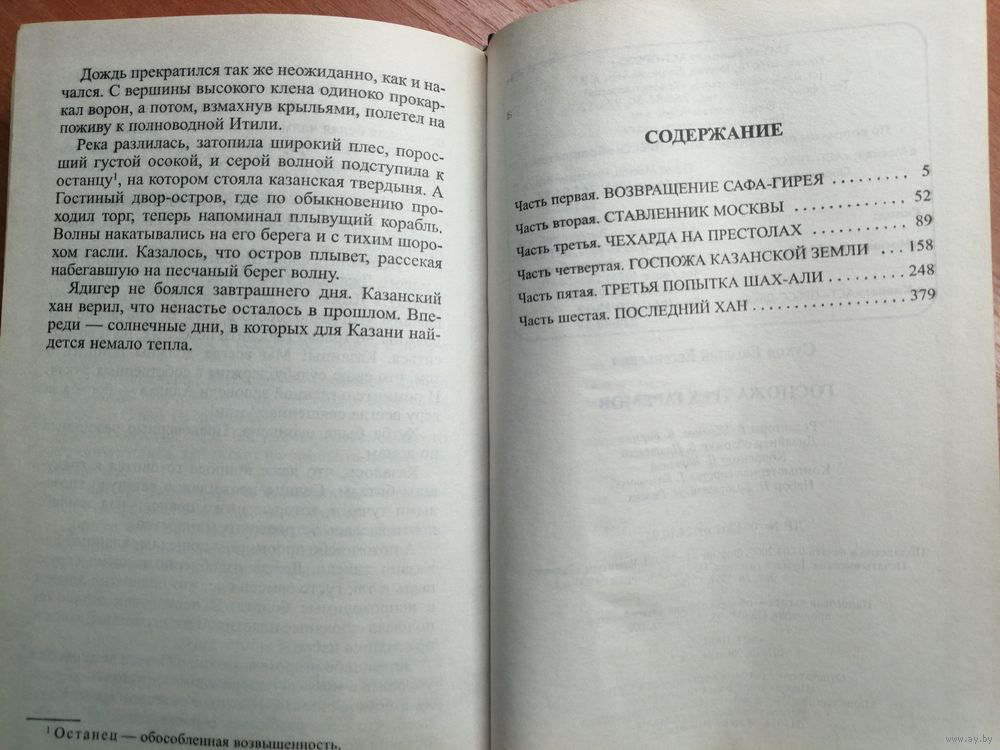 Дождь прекратился так же неожиданно, как и на-
чался. С вершины высокого клена одиноко прокар-
кал ворон, а потом, взмахнув крыльями, полетел на
поживу к полноводной Итили.
Река разлилась, затопила широкий плес, порос-
ший густой осокой, и серой волной подступила к
останцу¹, на котором стояла казанская твердыня. А
Гостиный двор-остров, где по обыкновению про-
ходил торг, теперь напоминал плывущий корабль.
Волны накатывались на его берега и с тихим шоро-
хом гасли. Казалось, что остров плывет, рассекая
набегавшую на песчаный берег волну.
Ядигер не боялся завтрашнего дня. Казанский
хан верил, что ненастье осталось в прошлом. Впе-
реди — солнечные дни, в которых для Казани най-
дется немало тепла.
¹ Останец — обособленная возвышенность.
СОДЕРЖАНИЕ
Часть первая. ВОЗВРАЩЕНИЕ САФА-ГИРЕЯ . . . . . . . . 5
Часть вторая. СТАВЛЕННИК МОСКВЫ . . . . . . . . . . . . 52
Часть третья. ЧЕХАРДА НА ПРЕСТОЛАХ . . . . . . . . . . 89
Часть четвертая. ГОСПОЖА КАЗАНСКОЙ ЗЕМЛИ . . . 158
Часть пятая. ТРЕТЬЯ ПОПЫТКА ШАХ-АЛИ . . . . . . . . 248
Часть шестая. ПОСЛЕДНИЙ ХАН . . . . . . . . . . . . . . . . 379
www.ay.by